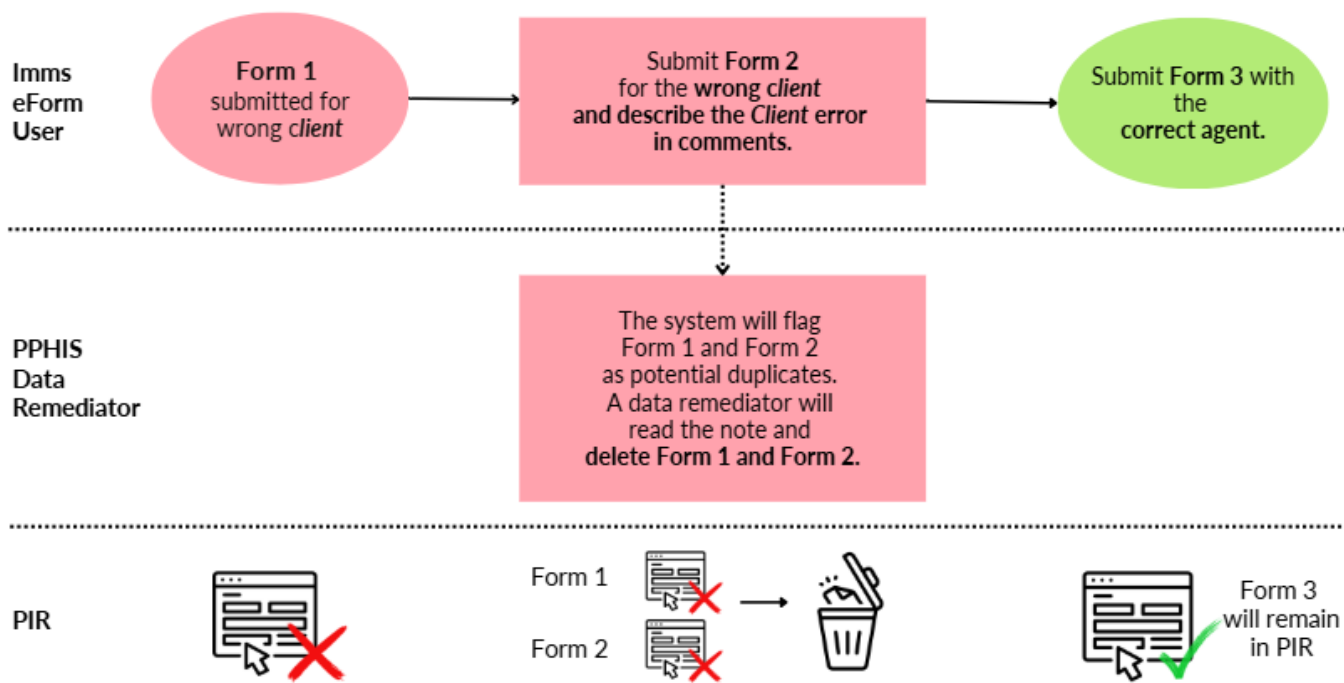 Imms
eForm
User
Form 1
submitted for
wrong client
Submit Form 2
for the wrong client
and describe the Client error
in comments.
Submit Form 3 with
the
correct agent.
PPHIS
Data
Remediator
The system will flag
Form 1 and Form 2
as potential duplicates.
A data remediator will
read the note and
delete Form 1 and Form 2.
PIR
Form 1
Form 2
Form 3
will remain
in PIR